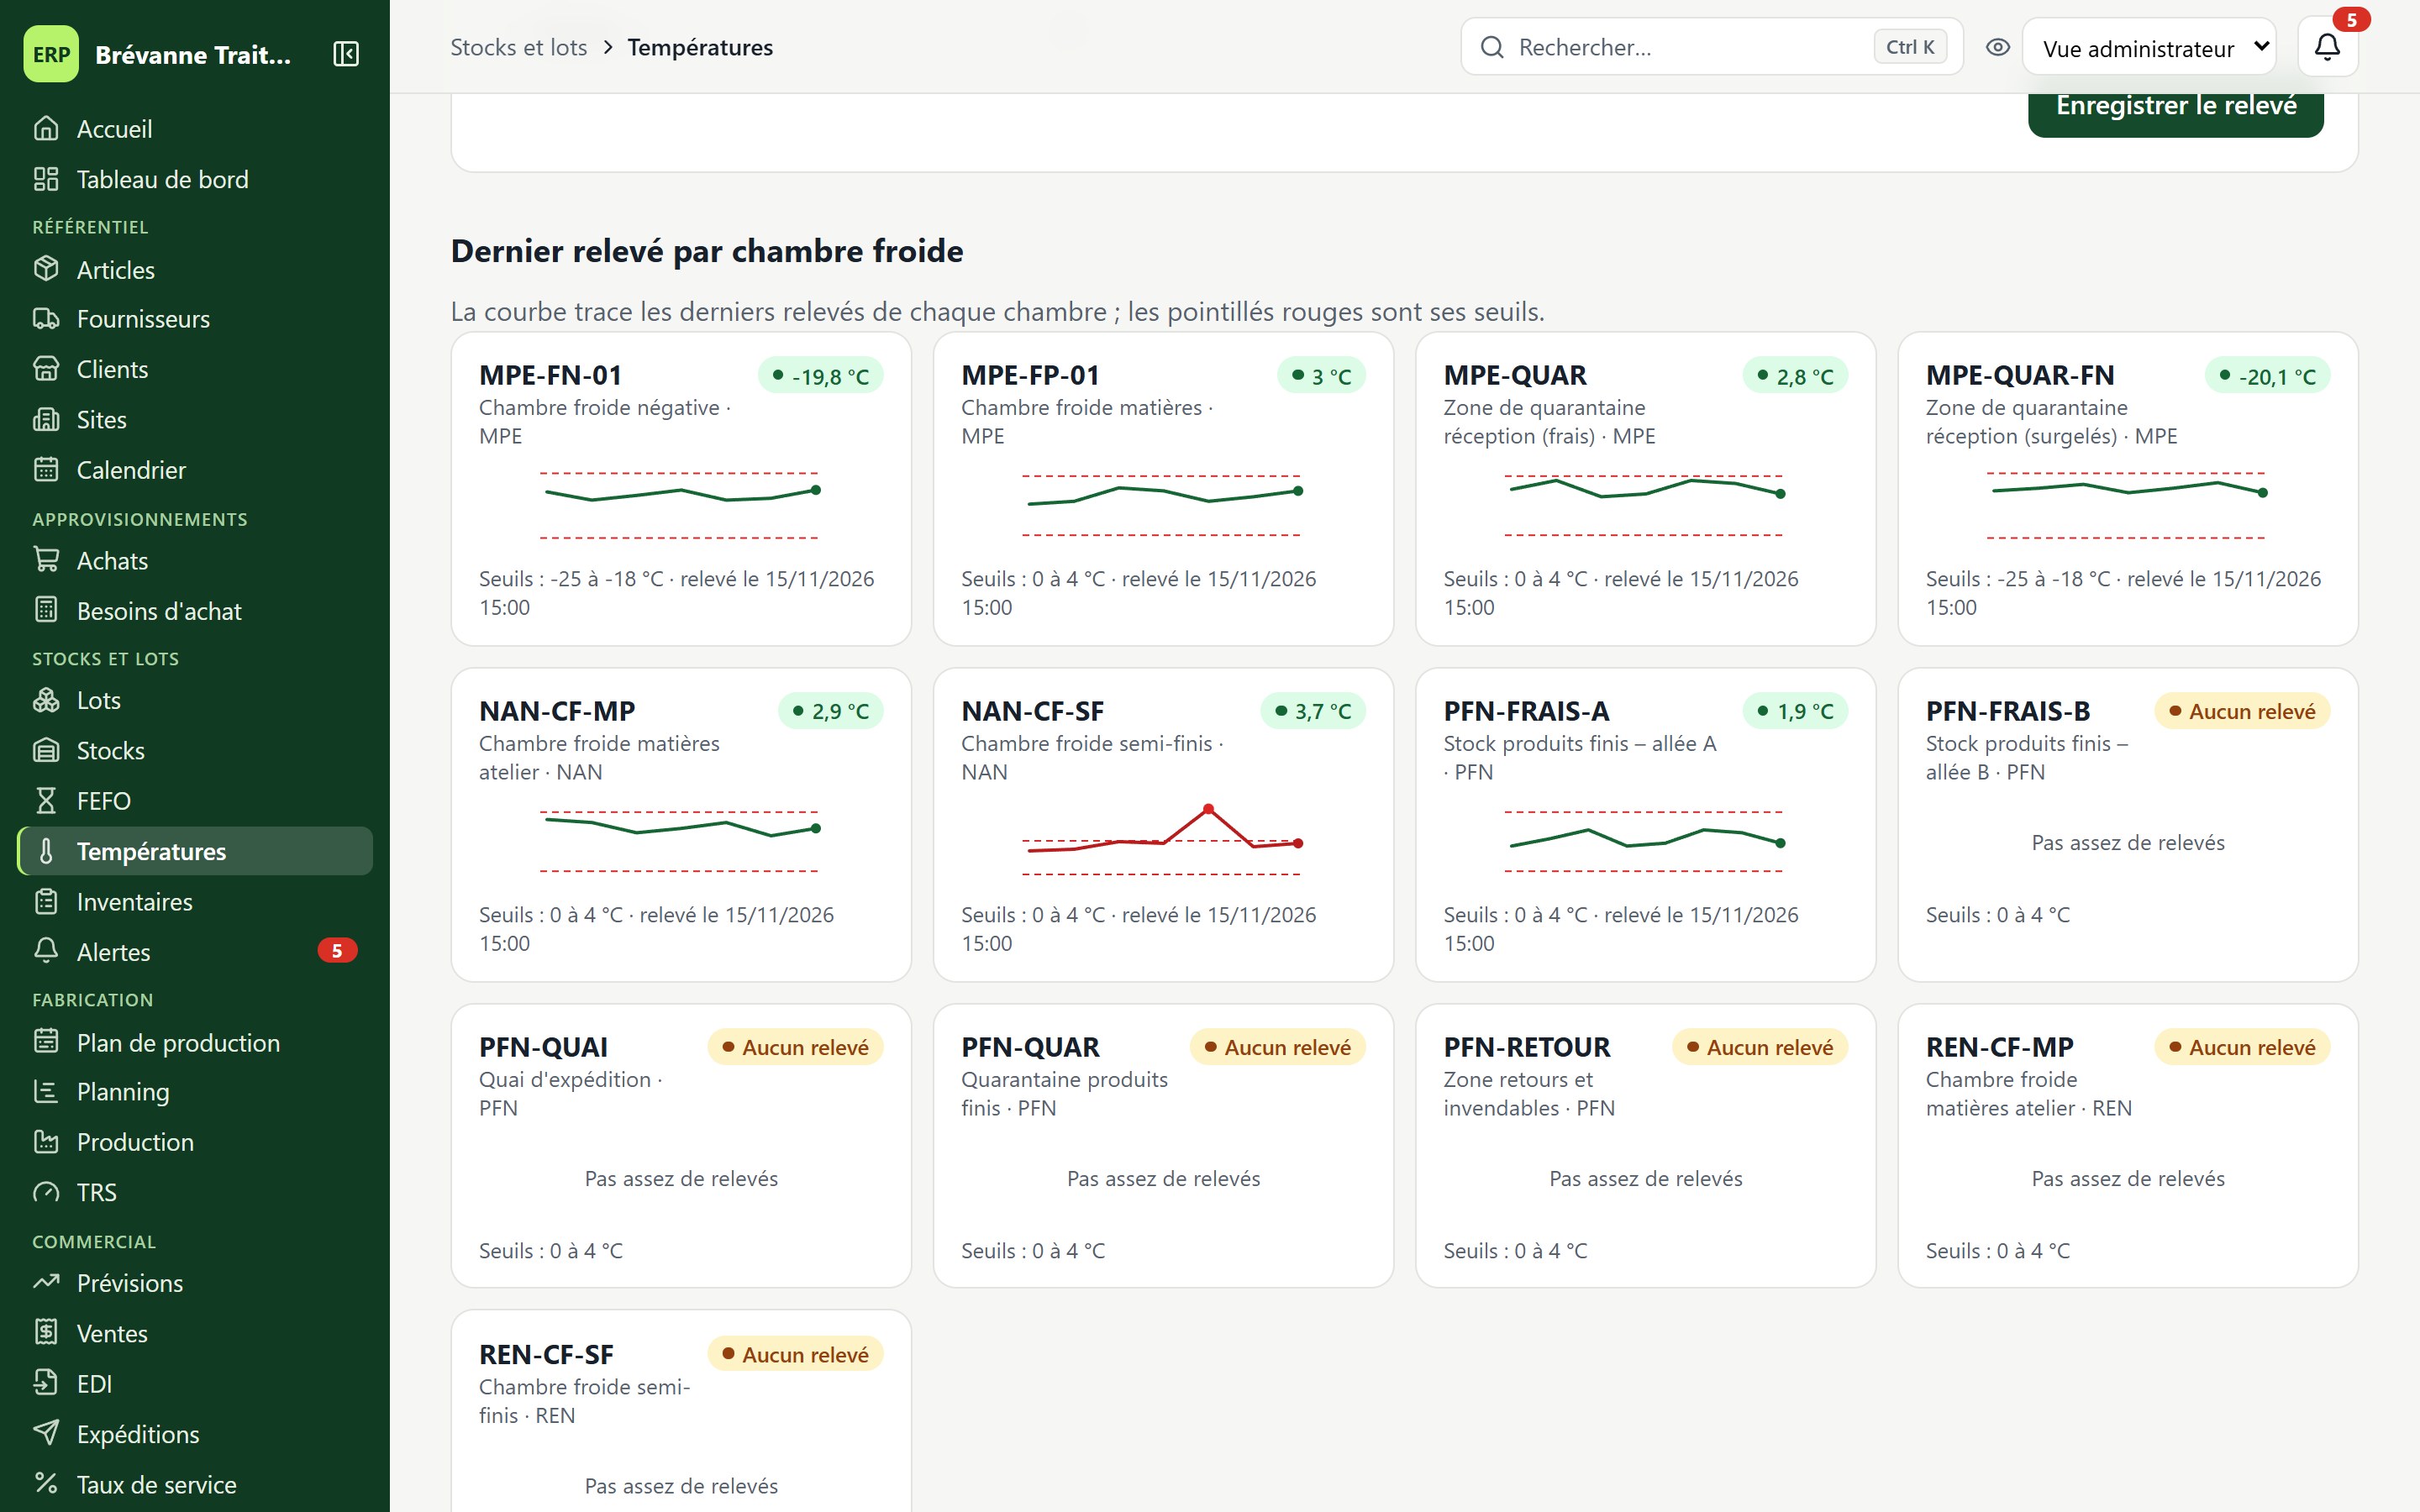 ERP
Brévanne Trait...
Accueil
Tableau de bord
RÉFÉRENTIEL
Articles
Fournisseurs
Clients
Sites
Calendrier
APPROVISIONNEMENTS
Achats
Besoins d'achat
STOCKS ET LOTS
Lots
Stocks
FEFO
Températures
Inventaires
Alertes
5
FABRICATION
Plan de production
Planning
Production
TRS
COMMERCIAL
Prévisions
Ventes
EDI
Expéditions
Taux de service
Stocks et lots > Températures
Rechercher...
Ctrl K
Vue administrateur
5
Enregistrer le relevé
Dernier relevé par chambre froide
La courbe trace les derniers relevés de chaque chambre ; les pointillés rouges sont ses seuils.
MPE-FN-01
-19,8 °C
Chambre froide négative ·
MPE
Seuils : -25 à -18 °C · relevé le 15/11/2026
15:00
MPE-FP-01
3 °C
Chambre froide matières ·
MPE
Seuils : 0 à 4 °C · relevé le 15/11/2026
15:00
MPE-QUAR
2,8 °C
Zone de quarantaine
réception (frais) · MPE
Seuils : 0 à 4 °C · relevé le 15/11/2026
15:00
MPE-QUAR-FN
-20,1 °C
Zone de quarantaine
réception (surgelés) · MPE
Seuils : -25 à -18 °C · relevé le 15/11/2026
15:00
NAN-CF-MP
2,9 °C
Chambre froide matières
atelier · NAN
Seuils : 0 à 4 °C · relevé le 15/11/2026
15:00
NAN-CF-SF
3,7 °C
Chambre froide semi-finis ·
NAN
Seuils : 0 à 4 °C · relevé le 15/11/2026
15:00
PFN-FRAIS-A
1,9 °C
Stock produits finis – allée A
· PFN
Seuils : 0 à 4 °C · relevé le 15/11/2026
15:00
PFN-FRAIS-B
Aucun relevé
Stock produits finis –
allée B · PFN
Pas assez de relevés
Seuils : 0 à 4 °C
PFN-QUAI
Aucun relevé
Quai d'expédition ·
PFN
Pas assez de relevés
Seuils : 0 à 4 °C
PFN-QUAR
Aucun relevé
Quarantaine produits
finis · PFN
Pas assez de relevés
Seuils : 0 à 4 °C
PFN-RETOUR
Aucun relevé
Zone retours et
invendables · PFN
Pas assez de relevés
Seuils : 0 à 4 °C
REN-CF-MP
Aucun relevé
Chambre froide
matières atelier · REN
Pas assez de relevés
Seuils : 0 à 4 °C
REN-CF-SF
Aucun relevé
Chambre froide semi-
finis · REN
Pas assez de relevés